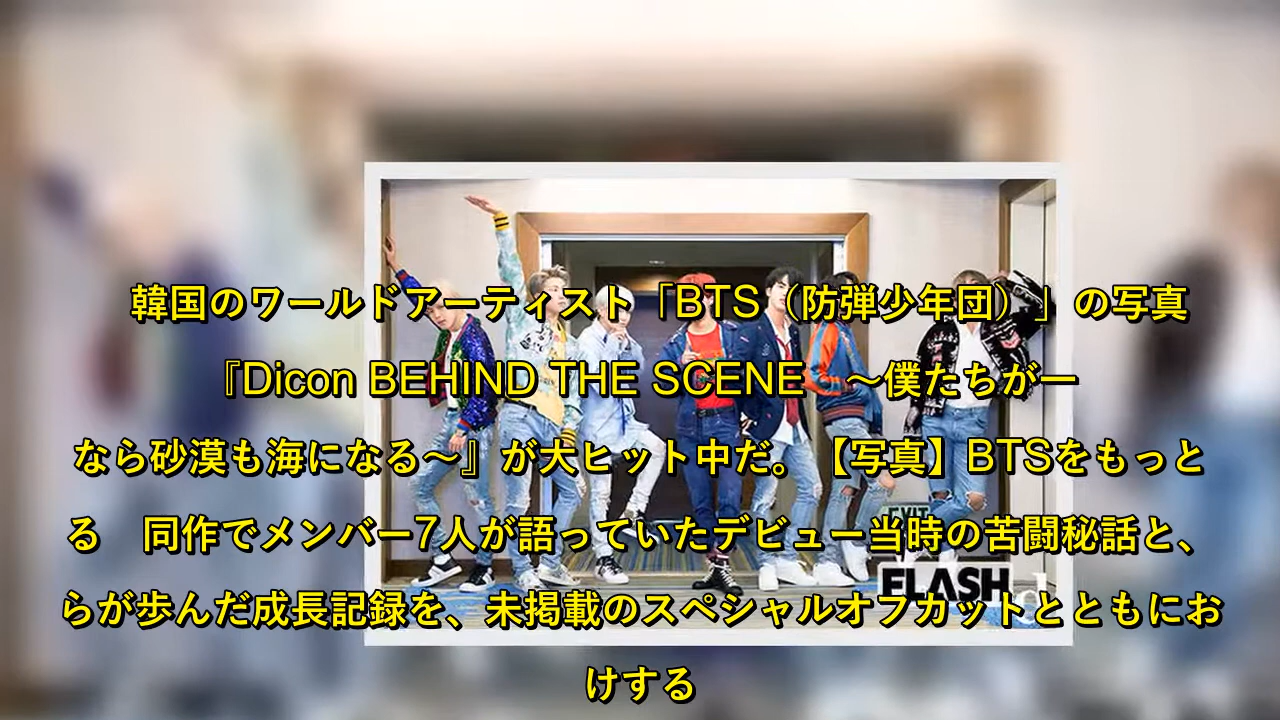 韓国のワールドアーティスト「BTS（防弾少年団）」の写真
『Dicon BEHIND THE SCENE　～僕たちが一
なら砂漠も海になる～』が大ヒット中だ。【写真】BTSをもっと
る　同作でメンバー7人が語っていたデビュー当時の苦闘秘話と、
らが歩んだ成長記録を、未掲載のスペシャルオフカットとともにお
けする
EXIT
FLASH